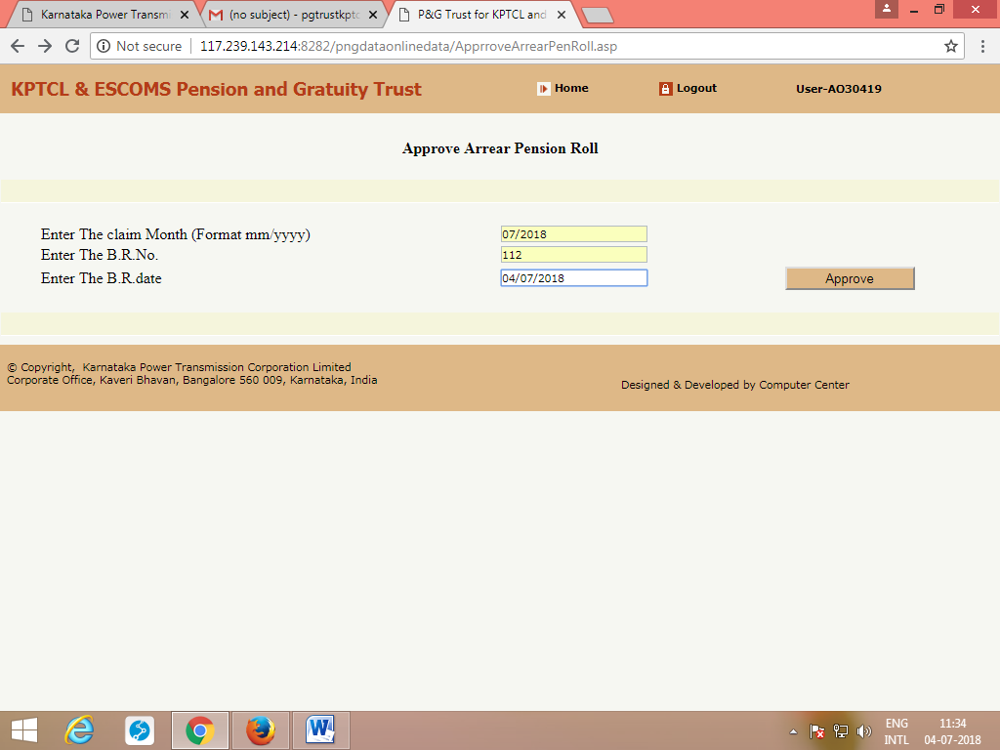 Karnataka Power Transm
(no subject) - pgtrustkptc
P&G Trust for KPTCL and
Not secure
117.239.143.214:8282/pngdataonlinedata/ApprroveArrearPenRoll.asp
KPTCL & ESCOMS Pension and Gratuity Trust
Home
Logout
User-AO30419
Approve Arrear Pension Roll
Enter The claim Month (Format mm/yyyy)
07/2018
Enter The B.R.No.
112
Enter The B.R.date
04/07/2018
Approve
© Copyright, Karnataka Power Transmission Corporation Limited
Corporate Office, Kaveri Bhavan, Bangalore 560 009, Karnataka, India
Designed & Developed by Computer Center
ENG
INTL
11:34
04-07-2018